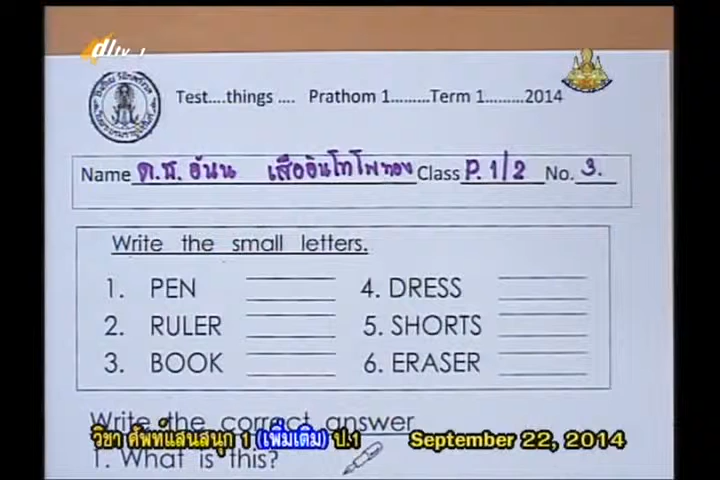 dltv 1
Test....things .... Prathom 1.........Term 1.........2014
Name ด.ช. อันน เสืออินโทโพทอง Class P. 1/2 No. 3.
Write the small letters.
1. PEN 4. DRESS
2. RULER 5. SHORTS
3. BOOK 6. ERASER
Write the correct answer
วิชา ศัพท์แสนสนุก 1 (เพิ่มเติม) ป.1 September 22, 2014
1. What is this?